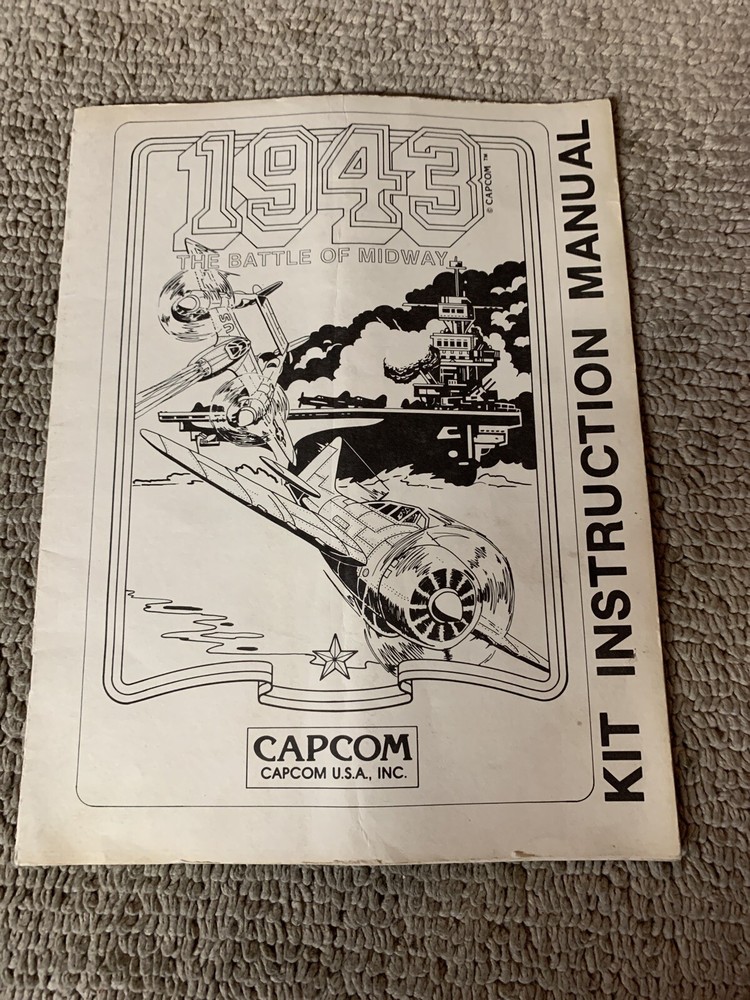 1943
© CAPCOM ™
THE BATTLE OF MIDWAY
KIT INSTRUCTION MANUAL
CAPCOM
CAPCOM U.S.A., INC.